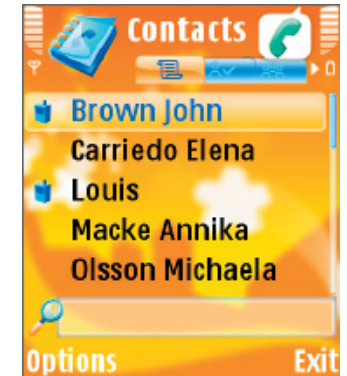 Contacts
Brown John
Carriedo Elena
Louis
Macke Annika
Olsson Michaela
Options Exit